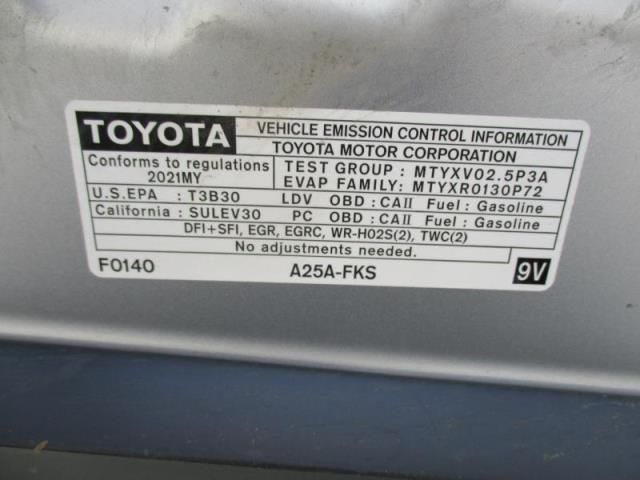 TOYOTA
VEHICLE EMISSION CONTROL INFORMATION
TOYOTA MOTOR CORPORATION
Conforms to regulations
2021MY
TEST GROUP : MTYXV02.5P3A
EVAP FAMILY: MTYXR0130P72
U.S.EPA : T3B30 LDV OBD : CAII Fuel : Gasoline
California : SULEV30 PC OBD : CAII Fuel : Gasoline
DFI+SFI, EGR, EGRC, WR-HO2S(2), TWC(2)
No adjustments needed.
F0140 A25A-FKS 9V